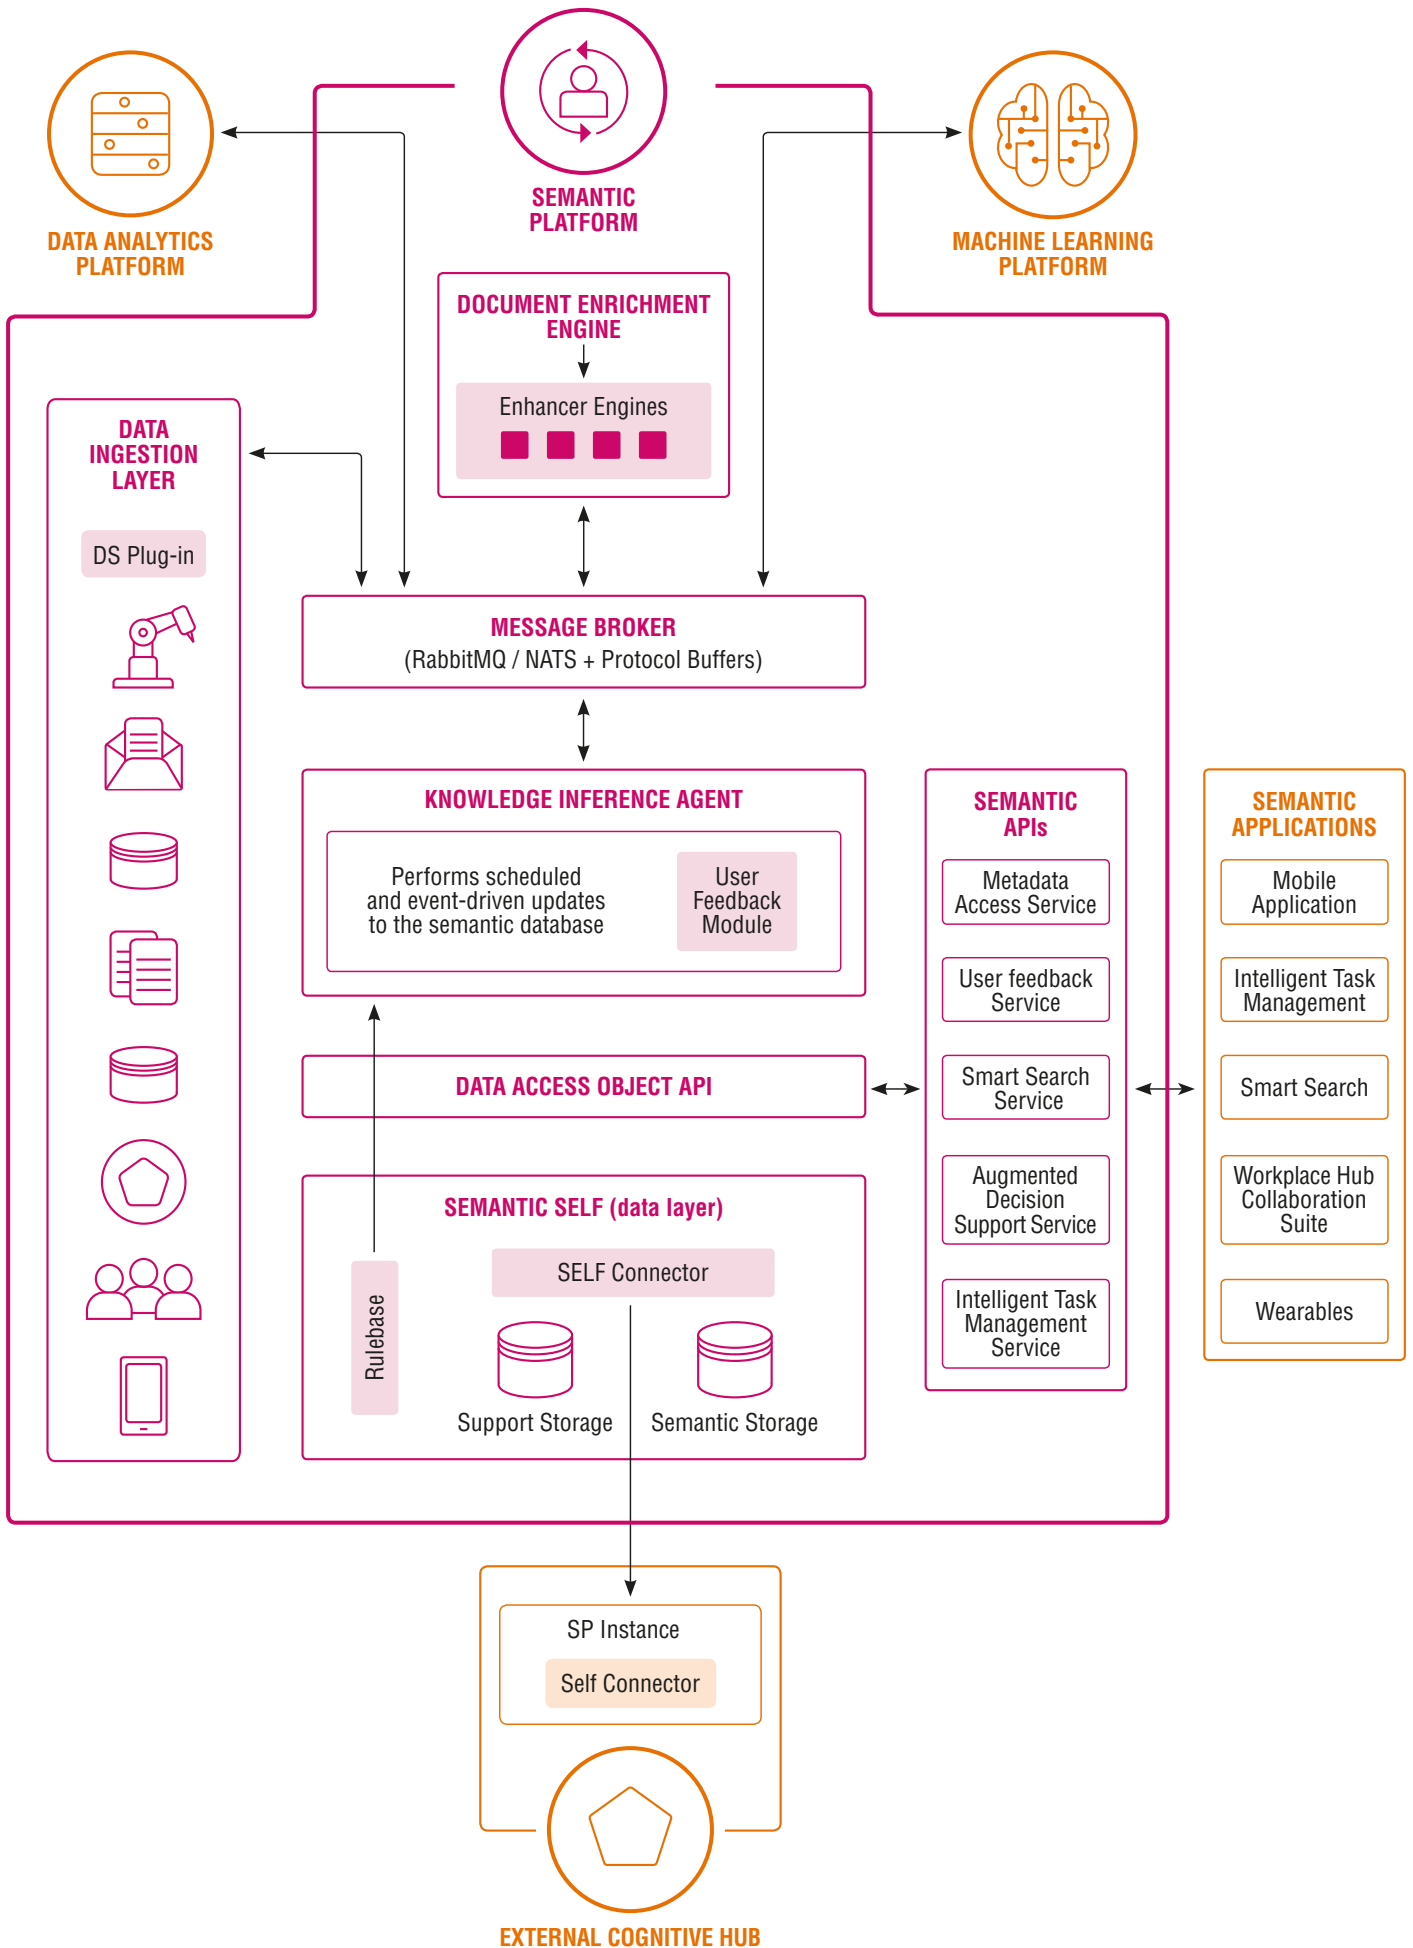 SEMANTIC
PLATFORM
DATA ANALYTICS
PLATFORM
MACHINE LEARNING
PLATFORM
DOCUMENT ENRICHMENT
ENGINE
Enhancer Engines
DATA
INGESTION
LAYER
DS Plug-in
MESSAGE BROKER
(RabbitMQ / NATS + Protocol Buffers)
KNOWLEDGE INFERENCE AGENT
Performs scheduled
and event-driven updates
to the semantic database
User
Feedback
Module
DATA ACCESS OBJECT API
SEMANTIC SELF (data layer)
SELF Connector
Rulebase
Support Storage
Semantic Storage
SEMANTIC
APIs
Metadata
Access Service
User feedback
Service
Smart Search
Service
Augmented
Decision
Support Service
Intelligent Task
Management
Service
SEMANTIC
APPLICATIONS
Mobile
Application
Intelligent Task
Management
Smart Search
Workplace Hub
Collaboration
Suite
Wearables
SP Instance
Self Connector
EXTERNAL COGNITIVE HUB